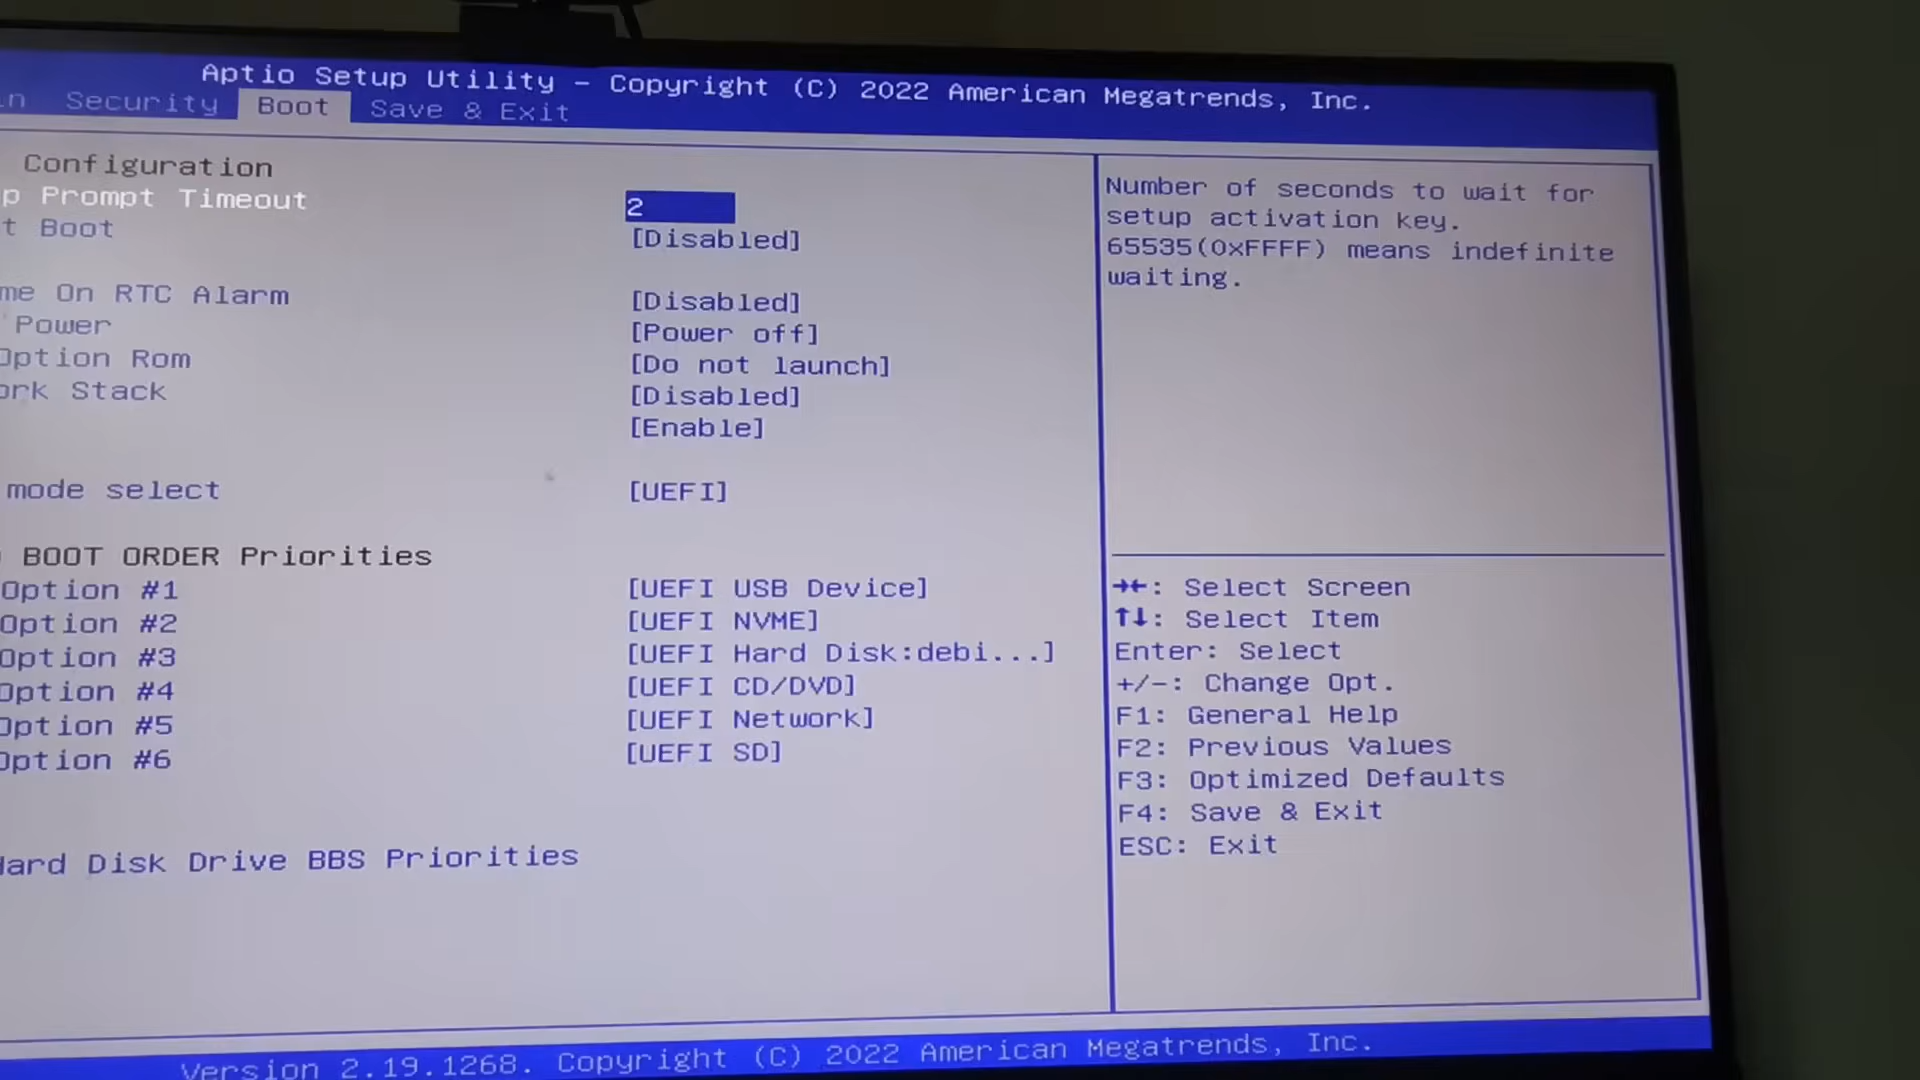 Aptio Setup Utility – Copyright (C) 2022 American Megatrends, Inc.
in Security Boot Save & Exit
Configuration
p Prompt Timeout 2
t Boot [Disabled]
me On RTC Alarm [Disabled]
Power [Power off]
Option Rom [Do not launch]
ork Stack [Disabled]
[Enable]
mode select [UEFI]
BOOT ORDER Priorities
Option #1 [UEFI USB Device]
Option #2 [UEFI NVME]
Option #3 [UEFI Hard Disk:debi...]
Option #4 [UEFI CD/DVD]
Option #5 [UEFI Network]
Option #6 [UEFI SD]
Hard Disk Drive BBS Priorities
Number of seconds to wait for
setup activation key.
65535(0xFFFF) means indefinite
waiting.
→←: Select Screen
↑↓: Select Item
Enter: Select
+/-: Change Opt.
F1: General Help
F2: Previous Values
F3: Optimized Defaults
F4: Save & Exit
ESC: Exit
Version 2.19.1268. Copyright (C) 2022 American Megatrends, Inc.